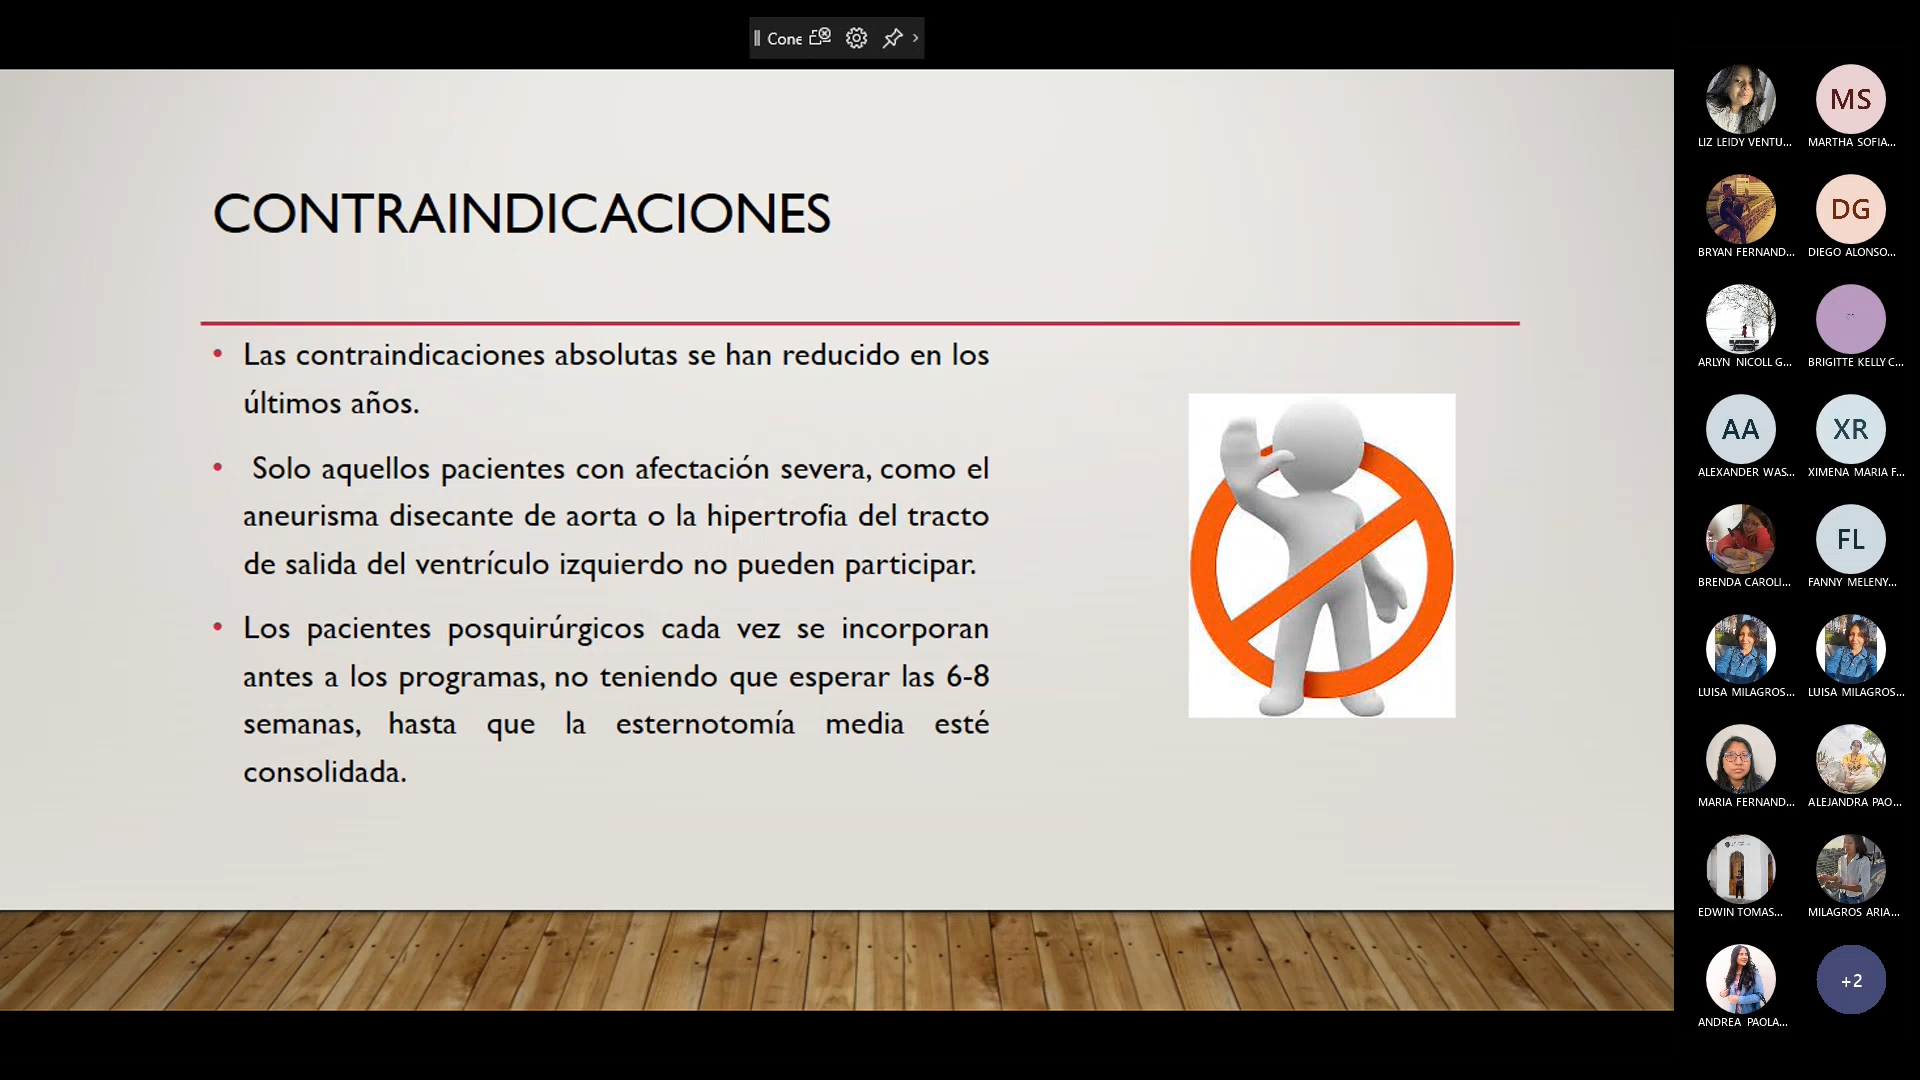 Cone
CONTRAINDICACIONES
• Las contraindicaciones absolutas se han reducido en los
últimos años.
• Solo aquellos pacientes con afectación severa, como el
aneurisma disecante de aorta o la hipertrofia del tracto
de salida del ventrículo izquierdo no pueden participar.
• Los pacientes posquirúrgicos cada vez se incorporan
antes a los programas, no teniendo que esperar las 6-8
semanas, hasta que la esternotomía media esté
consolidada.
LIZ LEIDY VENTU...
MS
MARTHA SOFIA...
BRYAN FERNAND...
DG
DIEGO ALONSO...
ARLYN NICOLL G...
BRIGITTE KELLY C...
AA
ALEXANDER WAS...
XR
XIMENA MARIA F...
BRENDA CAROLI...
FL
FANNY MELENY...
LUISA MILAGROS...
LUISA MILAGROS...
MARIA FERNAND...
ALEJANDRA PAO...
EDWIN TOMAS...
MILAGROS ARIA...
ANDREA PAOLA...
+2